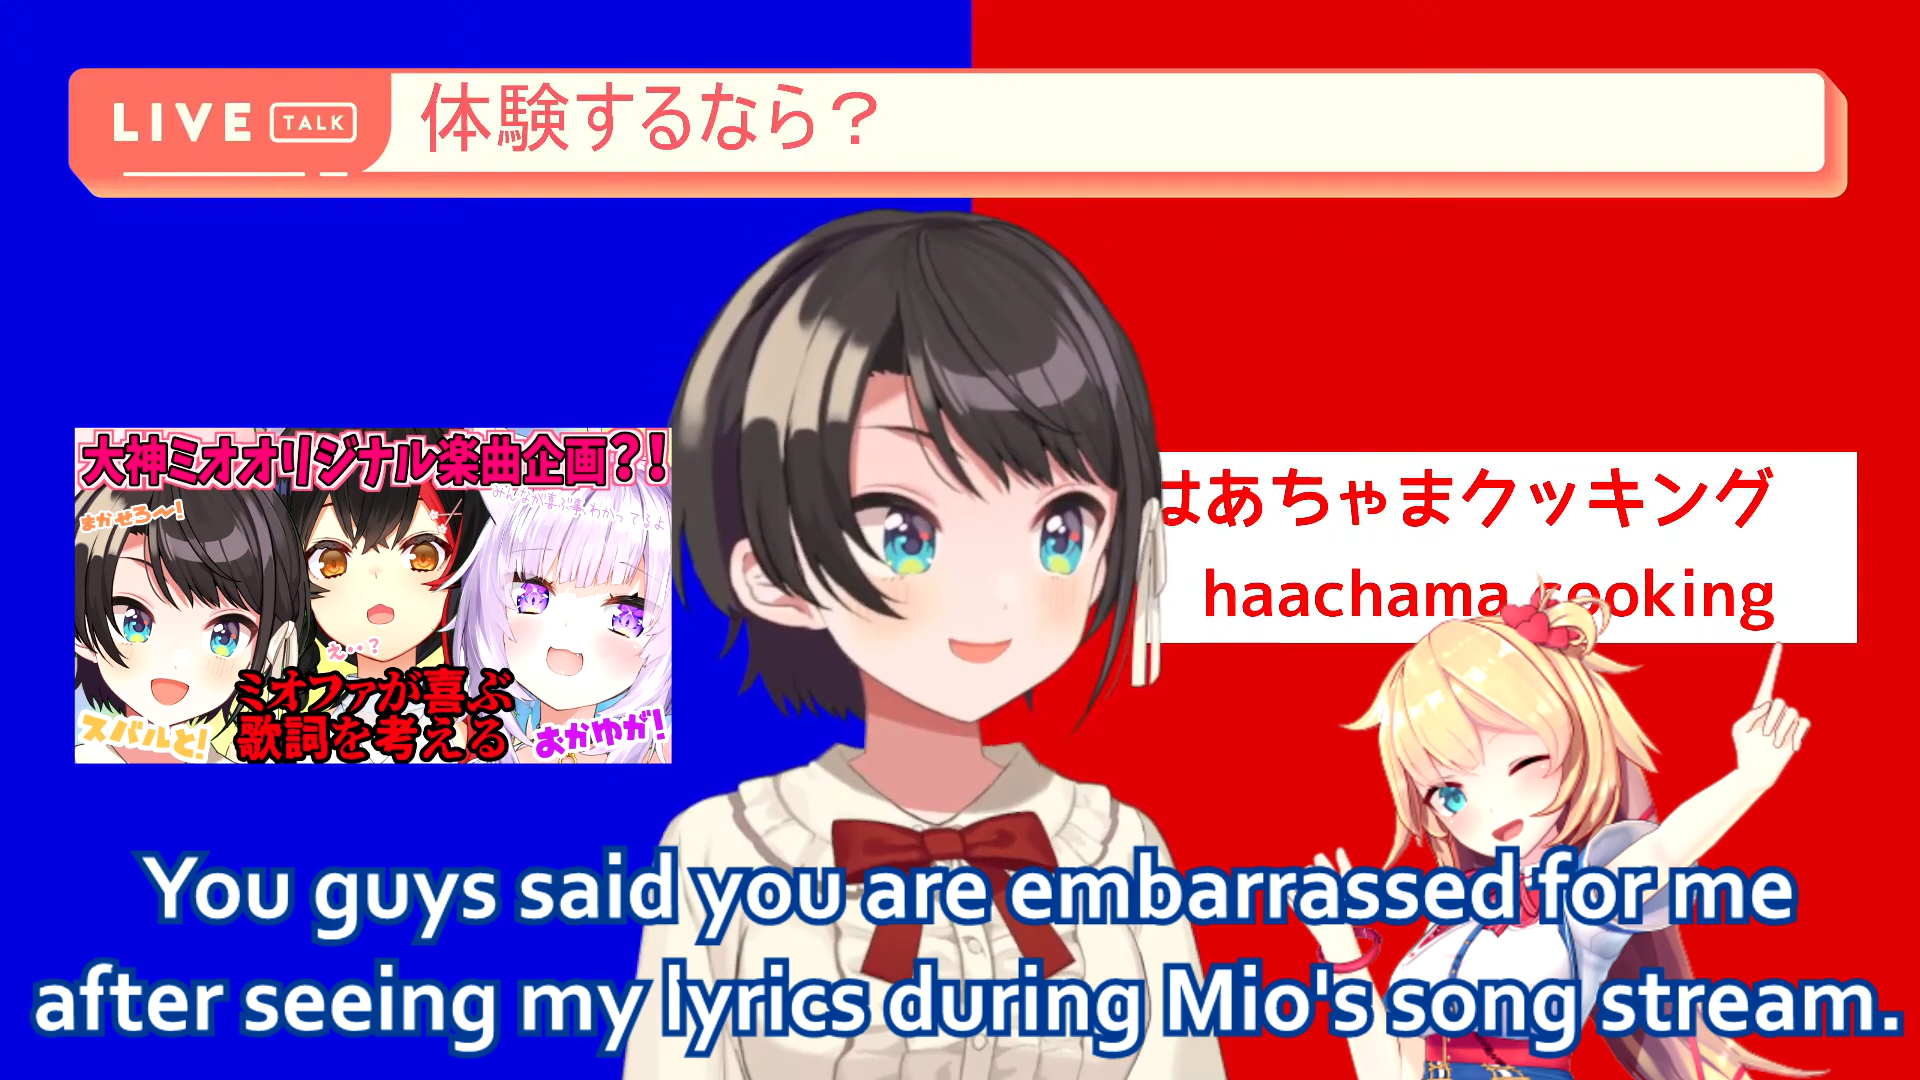 LIVE TALK 体験するなら？
大神ミオオリジナル楽曲企画？！
みんなが喜ぶ事、わかってるよ
まかせろ〜！
え‥？
ミオファが喜ぶ
歌詞を考える
スバルと！
おかゆが！
はあちゃまクッキング
haachama cooking
You guys said you are embarrassed for me
after seeing my lyrics during Mio's song stream.